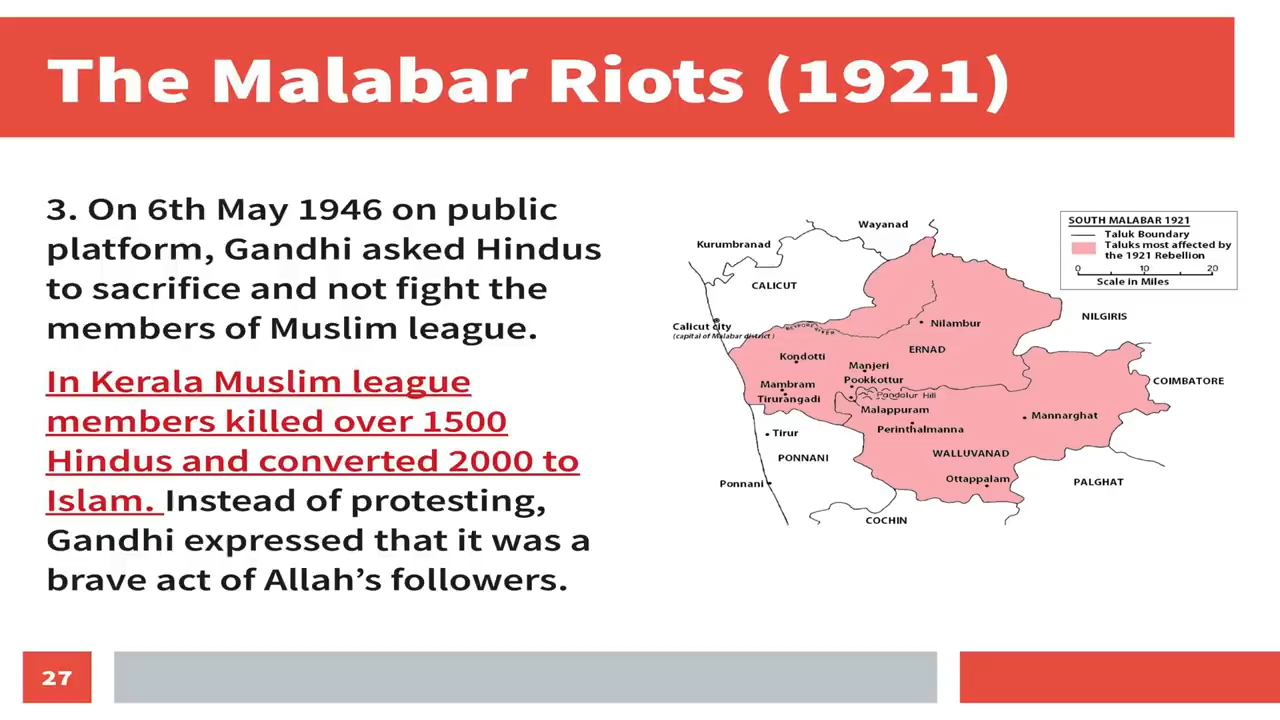 The Malabar Riots (1921)
3. On 6th May 1946 on public
platform, Gandhi asked Hindus
to sacrifice and not fight the
members of Muslim league.
In Kerala Muslim league
members killed over 1500
Hindus and converted 2000 to
Islam. Instead of protesting,
Gandhi expressed that it was a
brave act of Allah’s followers.
SOUTH MALABAR 1921
Taluk Boundary
Taluks most affected by
the 1921 Rebellion
0 10 20
Scale in Miles
Wayanad
Kurumbranad
CALICUT
NILGIRIS
Calicut city
(capital of Malabar district)
Nilambur
ERNAD
Kondotti
Manjeri
Pookkottur
COIMBATORE
Mambram
Tirurangadi
Pandalur Hill
Malappuram
Mannarghat
Perinthalmanna
Tirur
PONNANI
WALLUVANAD
Ottappalam
PALGHAT
Ponnani
COCHIN
27